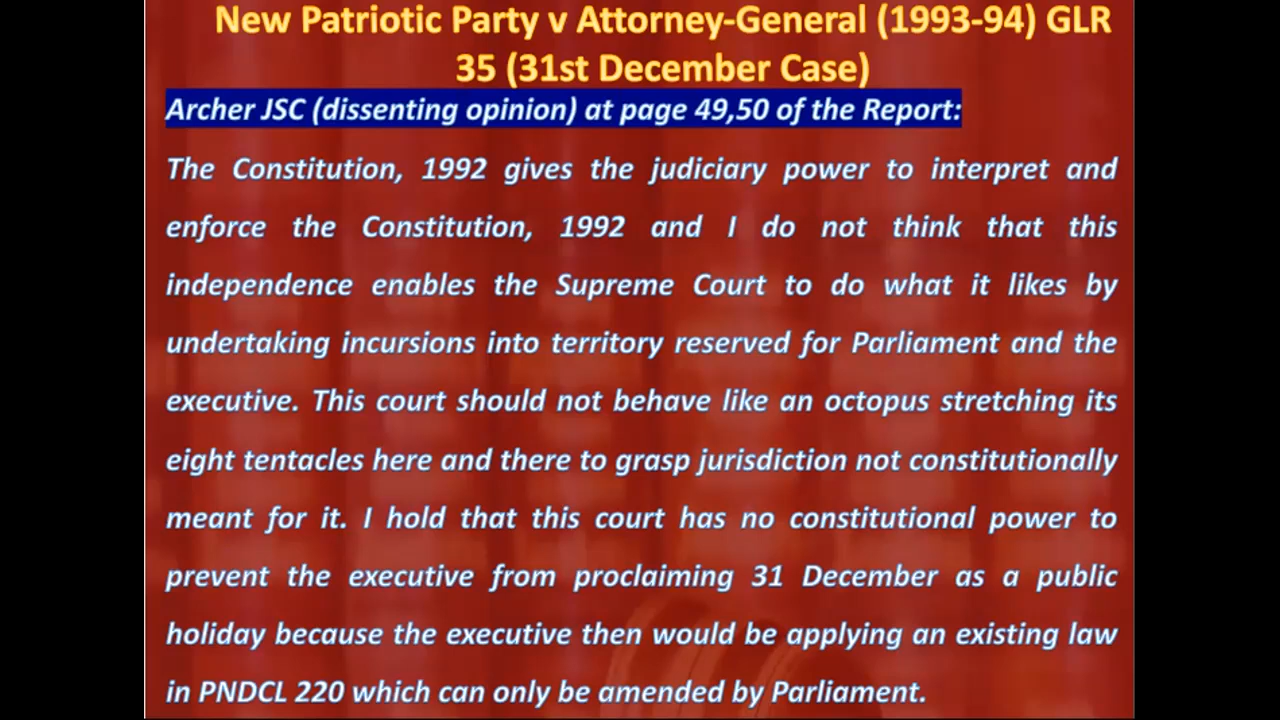 New Patriotic Party v Attorney-General (1993-94) GLR
35 (31st December Case)
Archer JSC (dissenting opinion) at page 49,50 of the Report:
The Constitution, 1992 gives the judiciary power to interpret and
enforce the Constitution, 1992 and I do not think that this
independence enables the Supreme Court to do what it likes by
undertaking incursions into territory reserved for Parliament and the
executive. This court should not behave like an octopus stretching its
eight tentacles here and there to grasp jurisdiction not constitutionally
meant for it. I hold that this court has no constitutional power to
prevent the executive from proclaiming 31 December as a public
holiday because the executive then would be applying an existing law
in PNDCL 220 which can only be amended by Parliament.